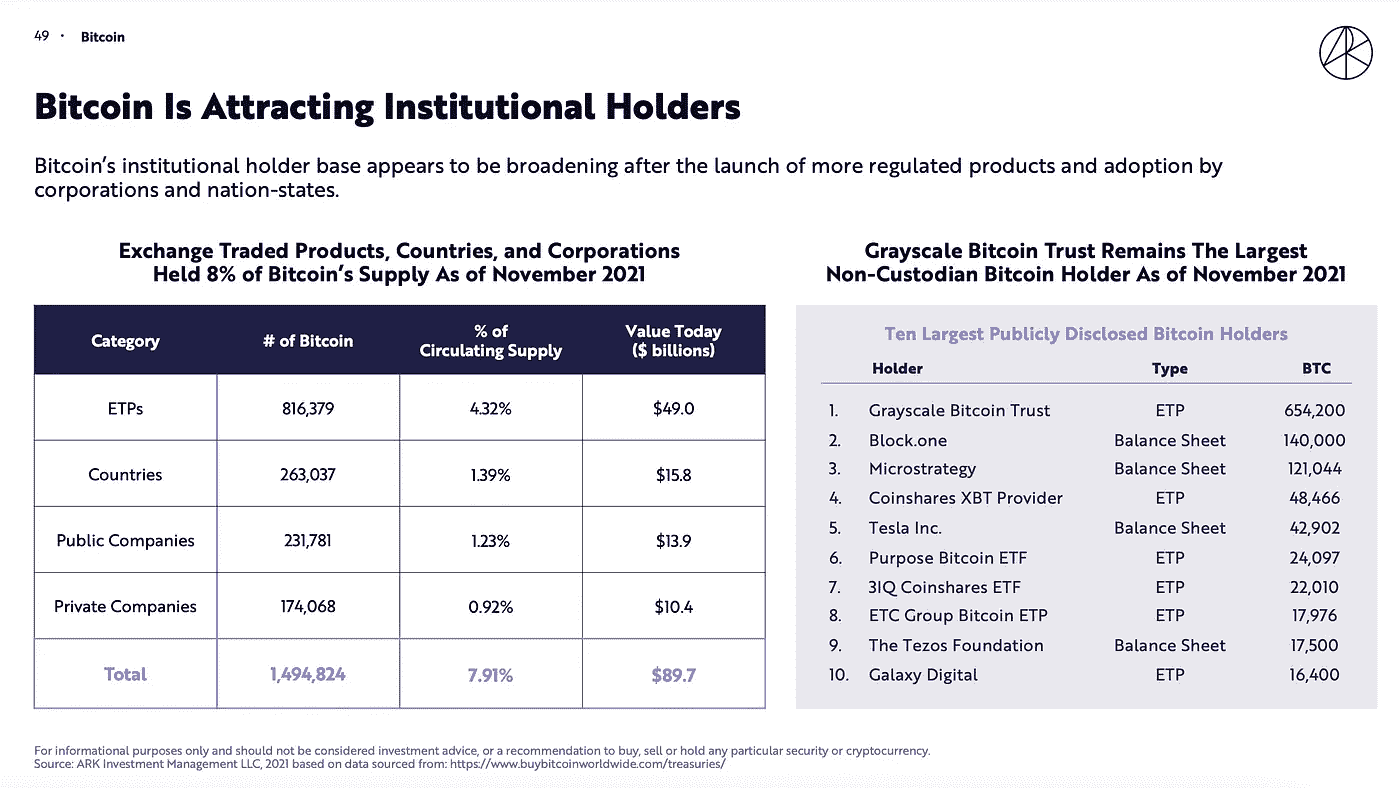 49 · Bitcoin
Bitcoin Is Attracting Institutional Holders
Bitcoin's institutional holder base appears to be broadening after the launch of more regulated products and adoption by
corporations and nation-states.
Exchange Traded Products, Countries, and Corporations
Held 8% of Bitcoin's Supply As of November 2021
Category # of Bitcoin % of Circulating Supply Value Today ($ billions)
ETPs 816,379 4.32% $49.0
Countries 263,037 1.39% $15.8
Public Companies 231,781 1.23% $13.9
Private Companies 174,068 0.92% $10.4
Total 1,494,824 7.91% $89.7
Grayscale Bitcoin Trust Remains The Largest
Non-Custodian Bitcoin Holder As of November 2021
Ten Largest Publicly Disclosed Bitcoin Holders
Holder Type BTC
1. Grayscale Bitcoin Trust ETP 654,200
2. Block.one Balance Sheet 140,000
3. Microstrategy Balance Sheet 121,044
4. Coinshares XBT Provider ETP 48,466
5. Tesla Inc. Balance Sheet 42,902
6. Purpose Bitcoin ETF ETP 24,097
7. 3IQ Coinshares ETF ETP 22,010
8. ETC Group Bitcoin ETP ETP 17,976
9. The Tezos Foundation Balance Sheet 17,500
10. Galaxy Digital ETP 16,400
For informational purposes only and should not be considered investment advice, or a recommendation to buy, sell or hold any particular security or cryptocurrency.
Source: ARK Investment Management LLC, 2021 based on data sourced from: https://www.buybitcoinworldwide.com/treasuries/